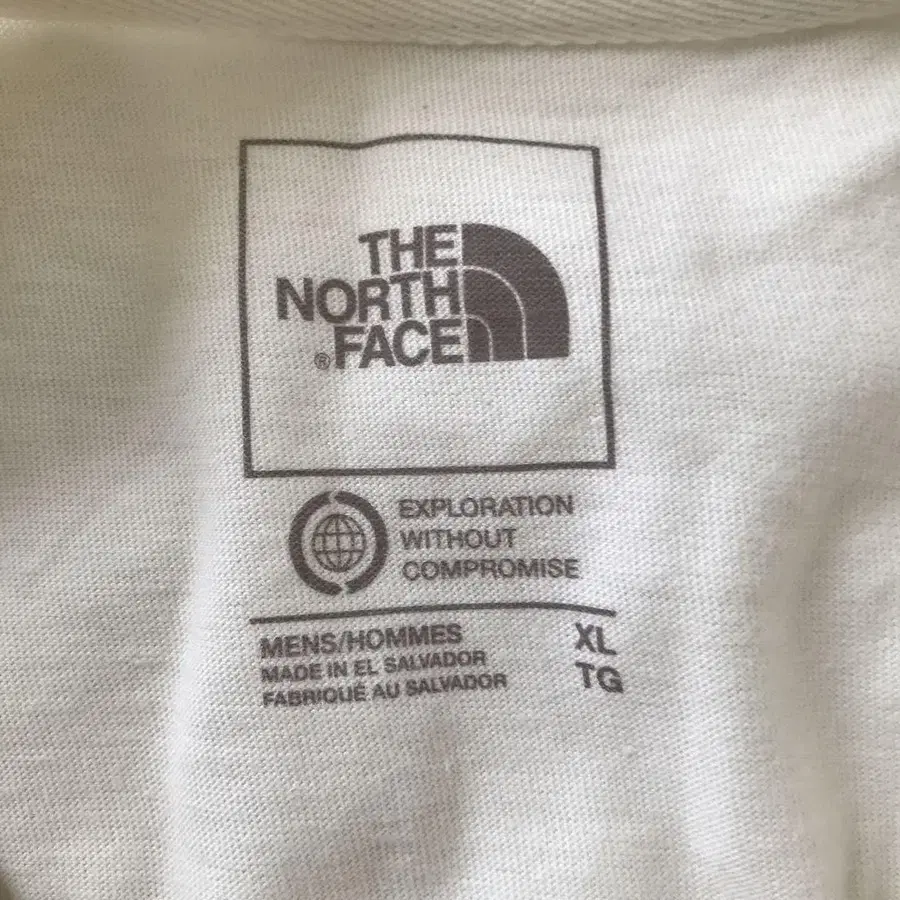 THE
NORTH
®FACE
EXPLORATION
WITHOUT
COMPROMISE
MENS/HOMMES XL
MADE IN EL SALVADOR
FABRIQUÉ AU SALVADOR TG